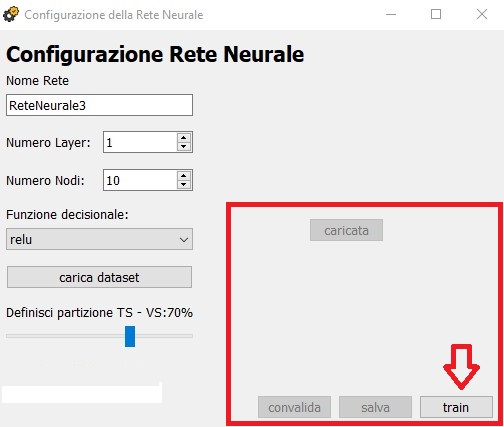 Configurazione della Rete Neurale
Configurazione Rete Neurale
Nome Rete
ReteNeurale3
Numero Layer: 1
Numero Nodi: 10
Funzione decisionale:
relu
caricata
carica dataset
Definisci partizione TS - VS:70%
convalida salva train